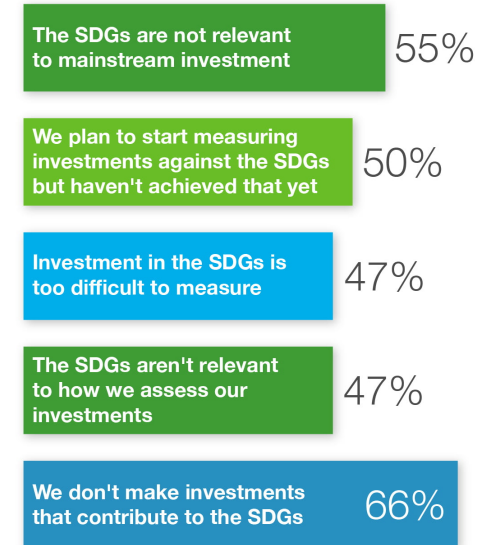 The SDGs are not relevant
to mainstream investment
55%
We plan to start measuring
investments against the SDGs
but haven't achieved that yet
50%
Investment in the SDGs is
too difficult to measure
47%
The SDGs aren't relevant
to how we assess our
investments
47%
We don't make investments
that contribute to the SDGs
66%